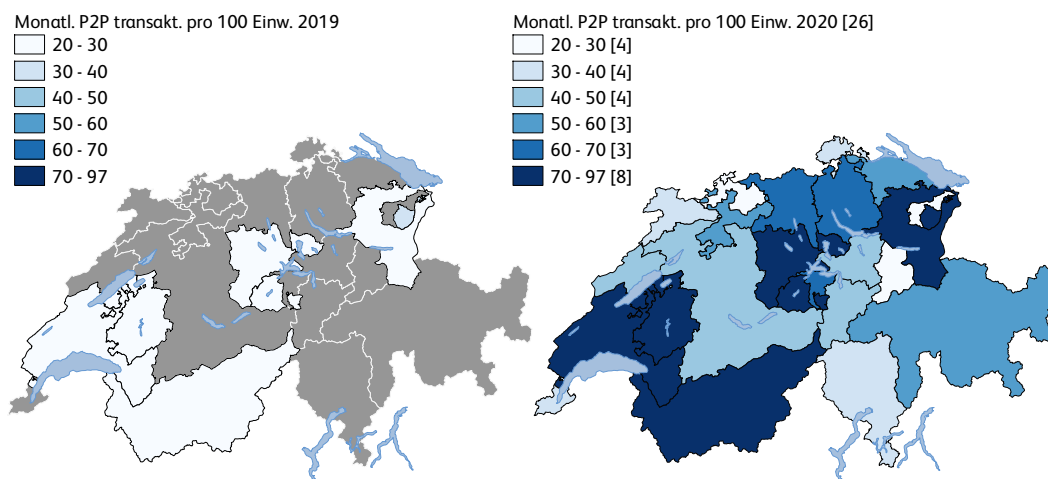 Monatl. P2P transakt. pro 100 Einw. 2019
20 - 30
30 - 40
40 - 50
50 - 60
60 - 70
70 - 97
Monatl. P2P transakt. pro 100 Einw. 2020 [26]
20 - 30 [4]
30 - 40 [4]
40 - 50 [4]
50 - 60 [3]
60 - 70 [3]
70 - 97 [8]